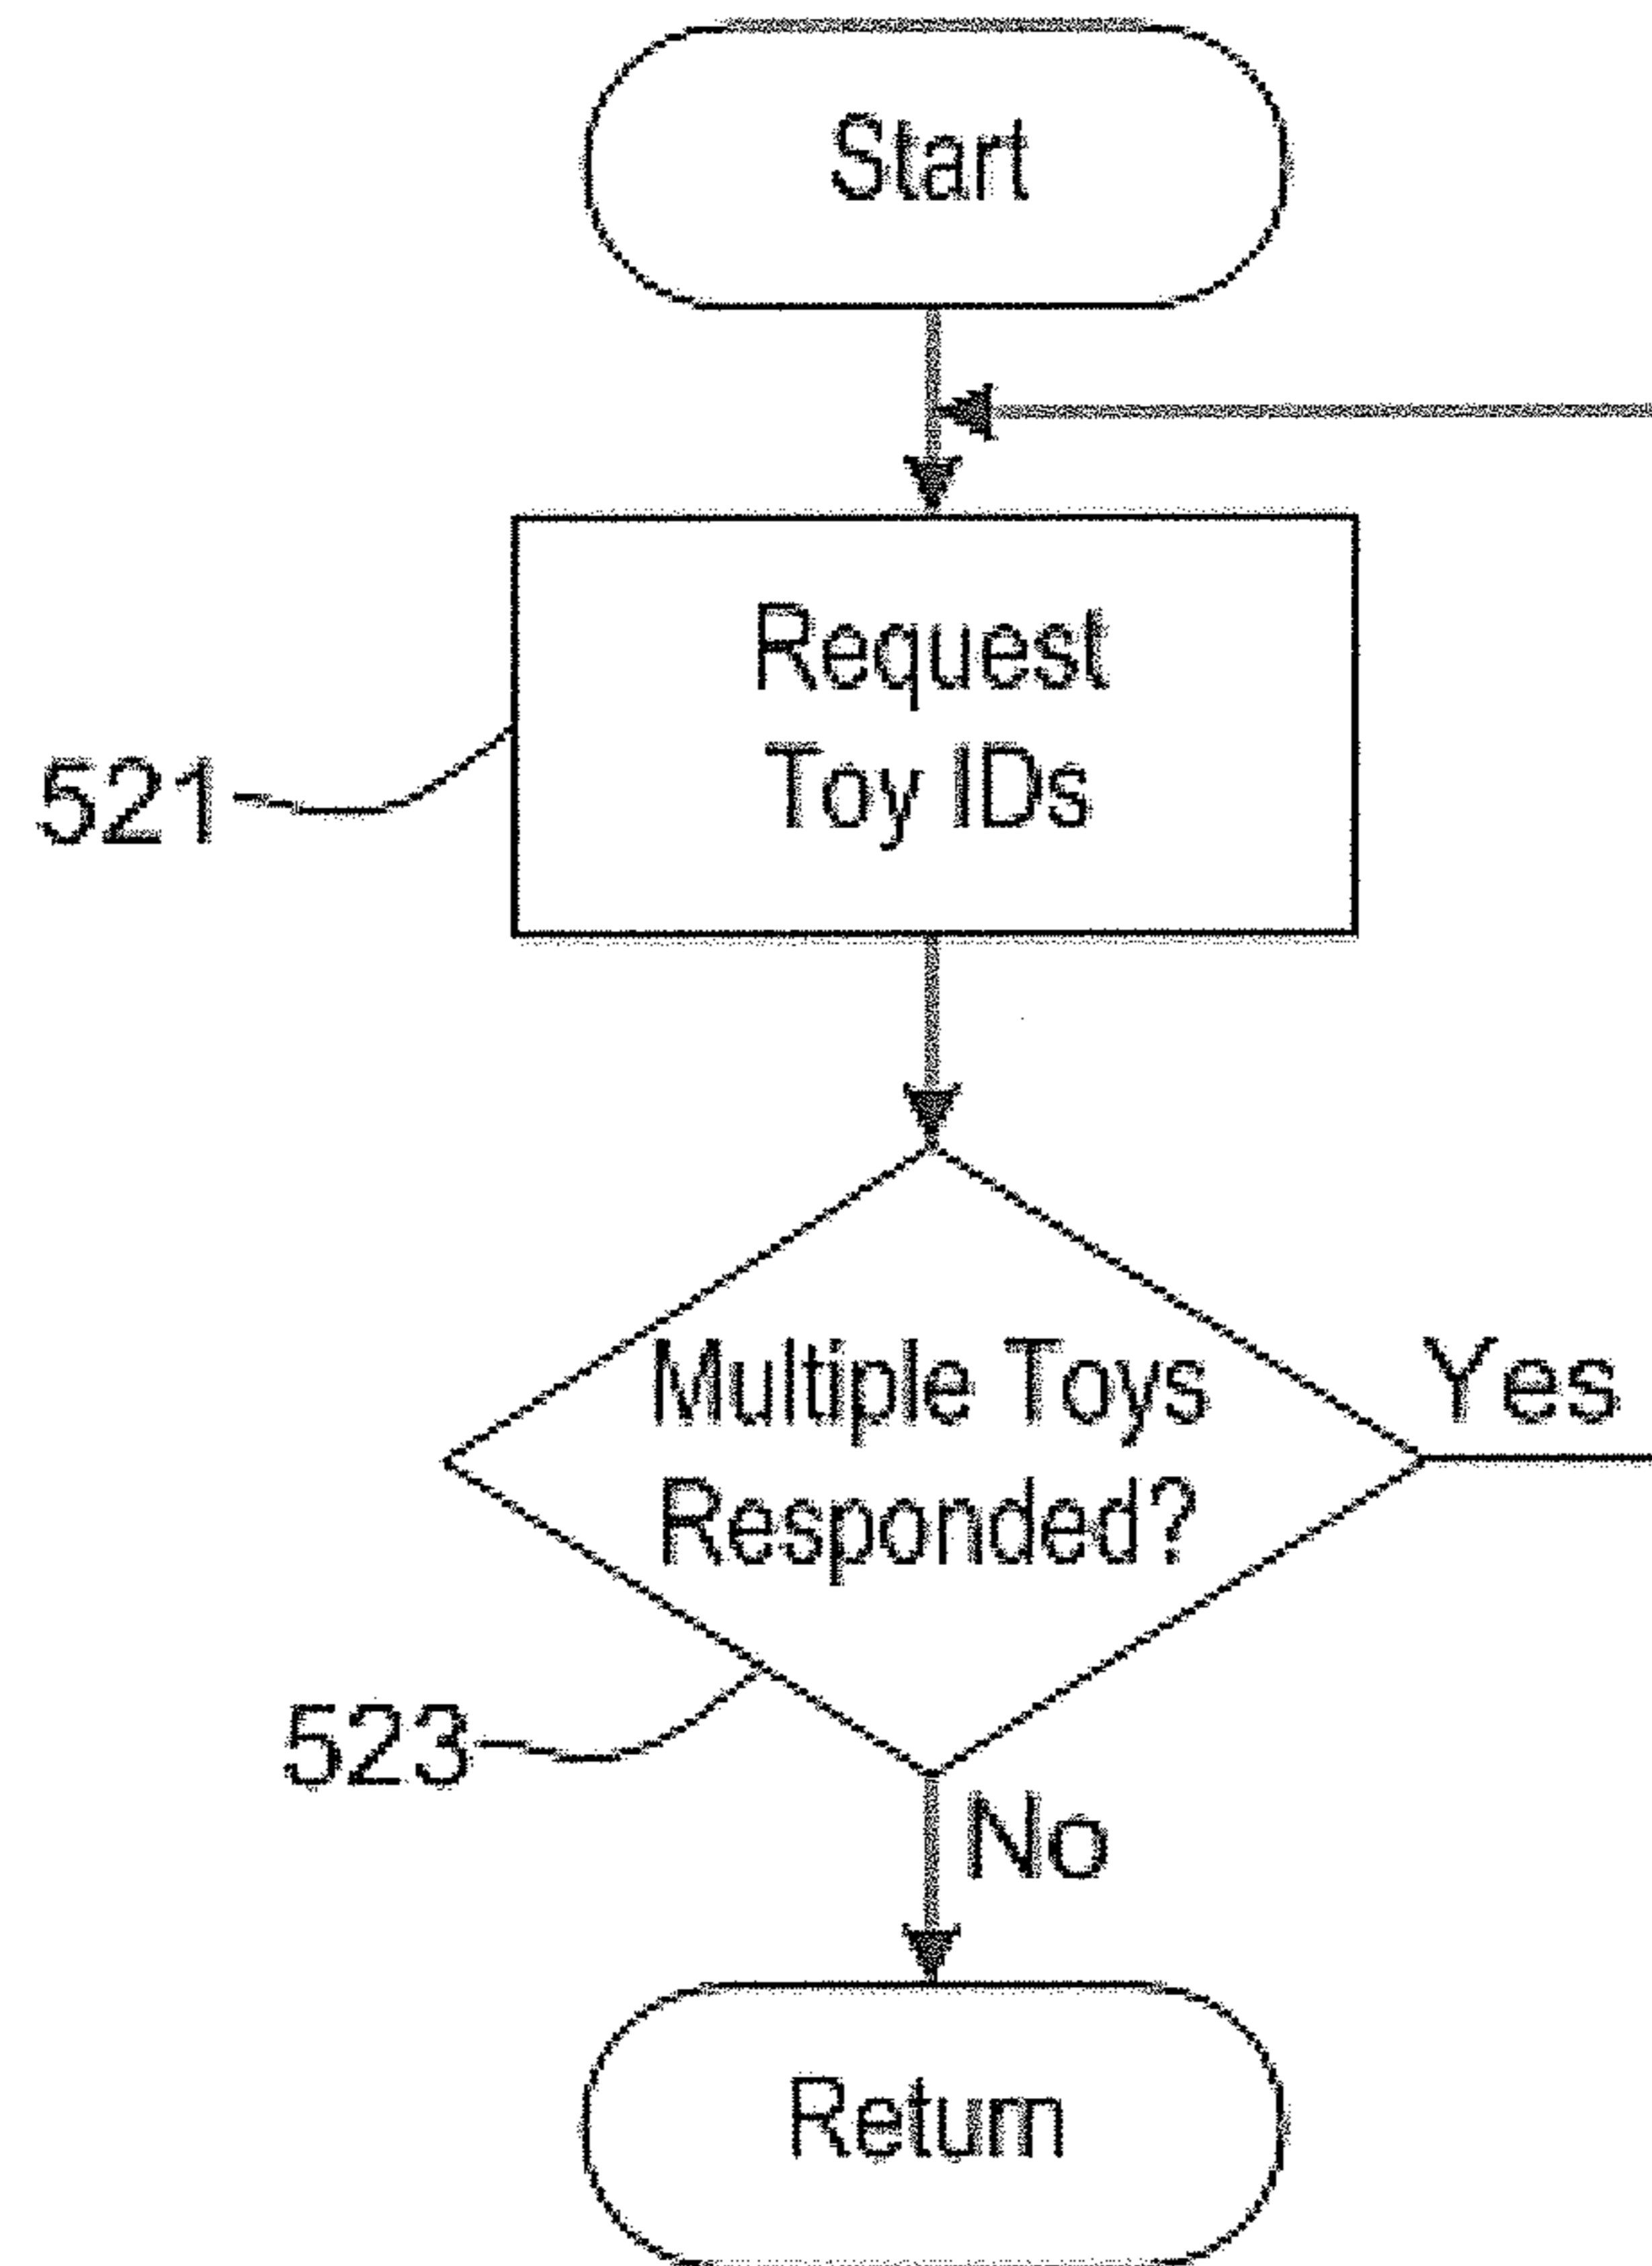 Start
Request
Toy IDs
521
Multiple Toys
Responded?
Yes
523
No
Return